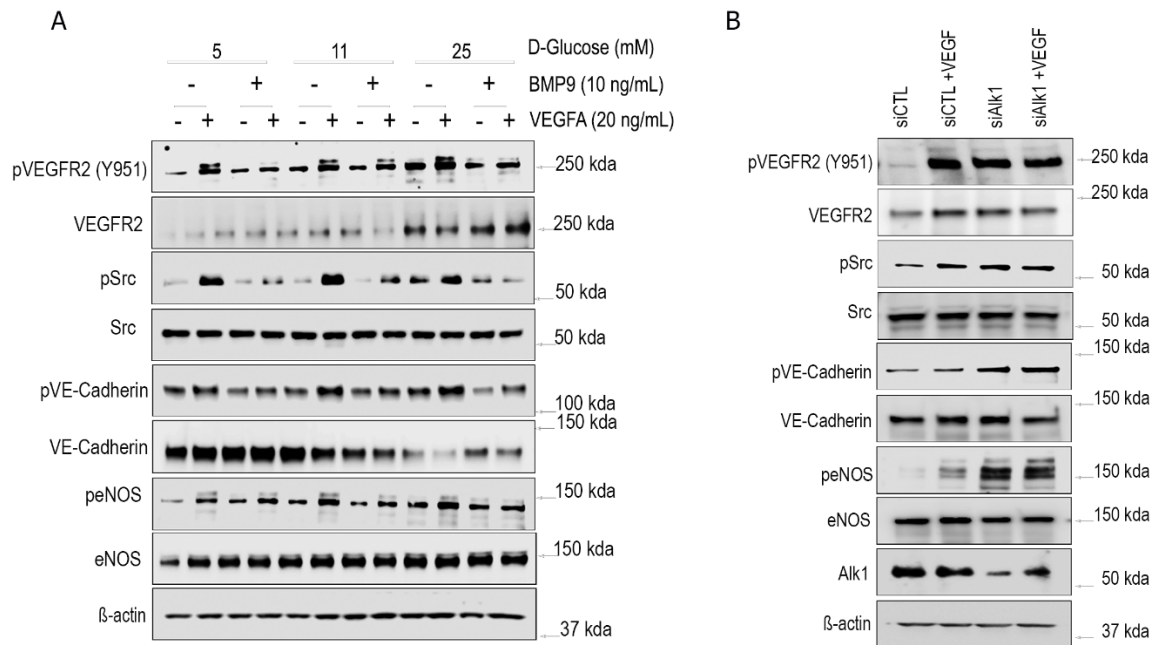 A
5 11 25 D-Glucose (mM)
- + - + - + BMP9 (10 ng/mL)
- + - + - + - + - + - + VEGFA (20 ng/mL)
pVEGFR2 (Y951) 250 kda
VEGFR2 250 kda
pSrc 50 kda
Src 50 kda
pVE-Cadherin 100 kda
VE-Cadherin 150 kda
peNOS 150 kda
eNOS 150 kda
ß-actin 37 kda
B
siCTL
siCTL +VEGF
siAlk1
siAlk1 +VEGF
pVEGFR2 (Y951) 250 kda
VEGFR2 250 kda
pSrc 50 kda
Src 50 kda
pVE-Cadherin 150 kda
VE-Cadherin 150 kda
peNOS 150 kda
eNOS 150 kda
Alk1 50 kda
ß-actin 37 kda